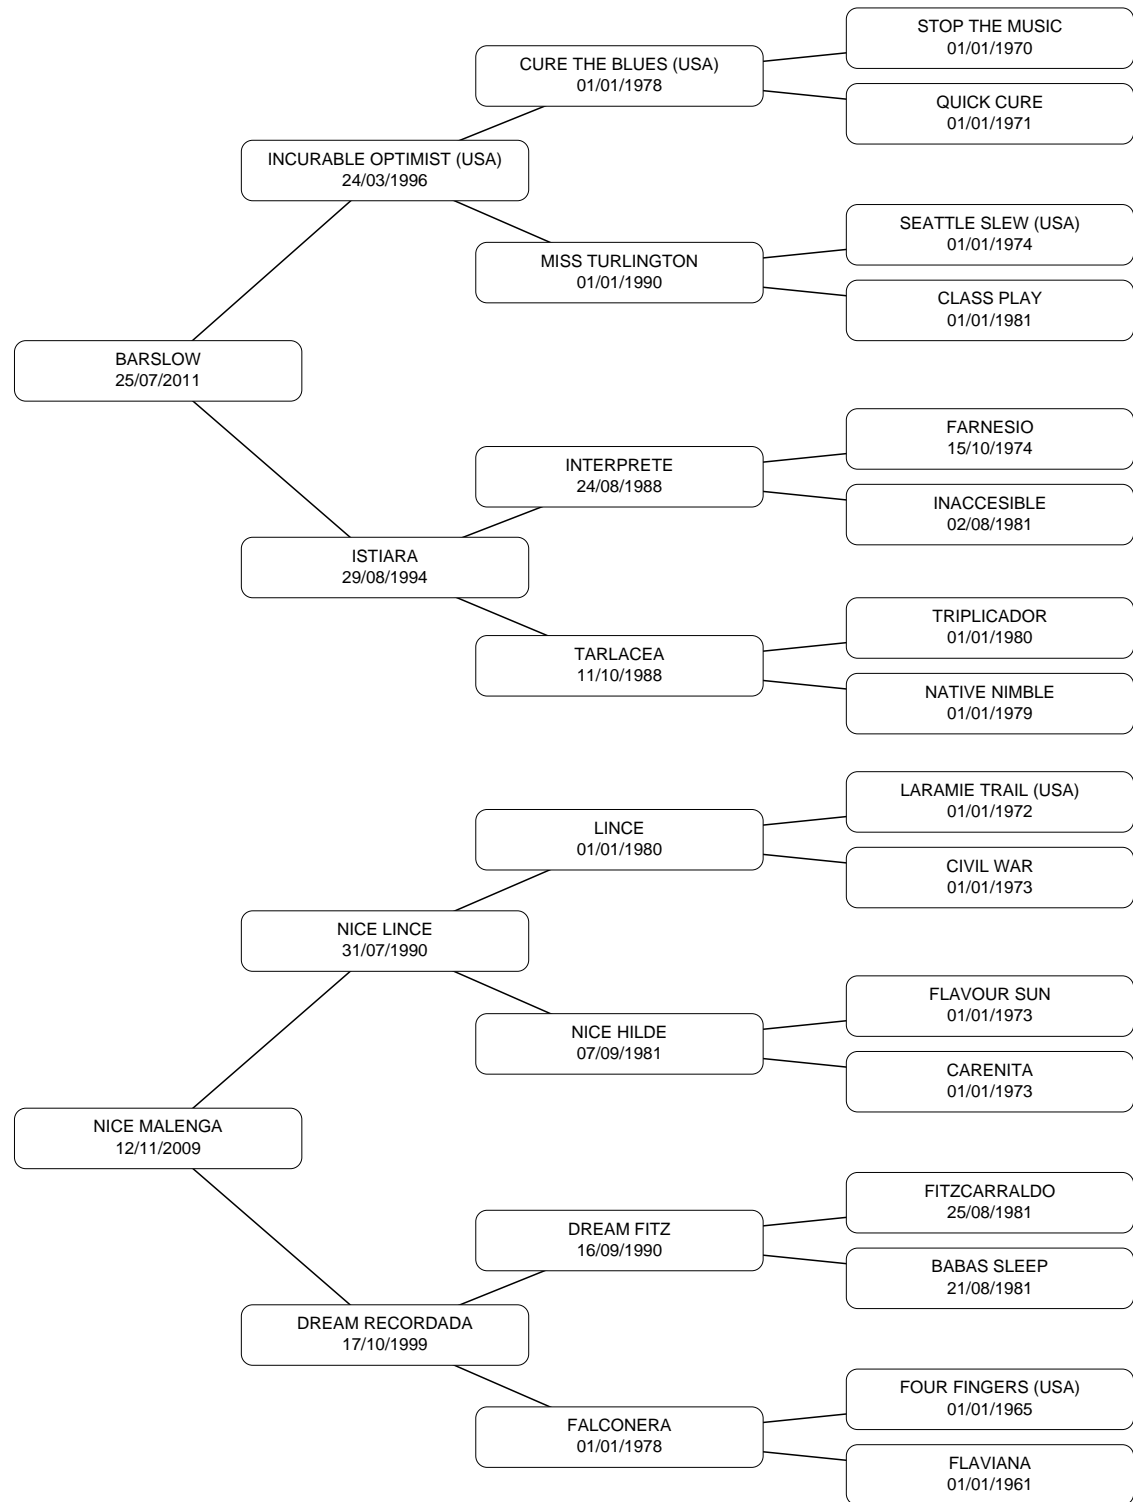 STOP THE MUSIC
01/01/1970
CURE THE BLUES (USA)
01/01/1978
QUICK CURE
01/01/1971
INCURABLE OPTIMIST (USA)
24/03/1996
SEATTLE SLEW (USA)
01/01/1974
MISS TURLINGTON
01/01/1990
CLASS PLAY
01/01/1981
BARSLOW
25/07/2011
FARNESIO
15/10/1974
INTERPRETE
24/08/1988
INACCESIBLE
02/08/1981
ISTIARA
29/08/1994
TRIPLICADOR
01/01/1980
TARLACEA
11/10/1988
NATIVE NIMBLE
01/01/1979
LARAMIE TRAIL (USA)
01/01/1972
LINCE
01/01/1980
CIVIL WAR
01/01/1973
NICE LINCE
31/07/1990
FLAVOUR SUN
01/01/1973
NICE HILDE
07/09/1981
CARENITA
01/01/1973
NICE MALENGA
12/11/2009
FITZCARRALDO
25/08/1981
DREAM FITZ
16/09/1990
BABAS SLEEP
21/08/1981
DREAM RECORDADA
17/10/1999
FOUR FINGERS (USA)
01/01/1965
FALCONERA
01/01/1978
FLAVIANA
01/01/1961